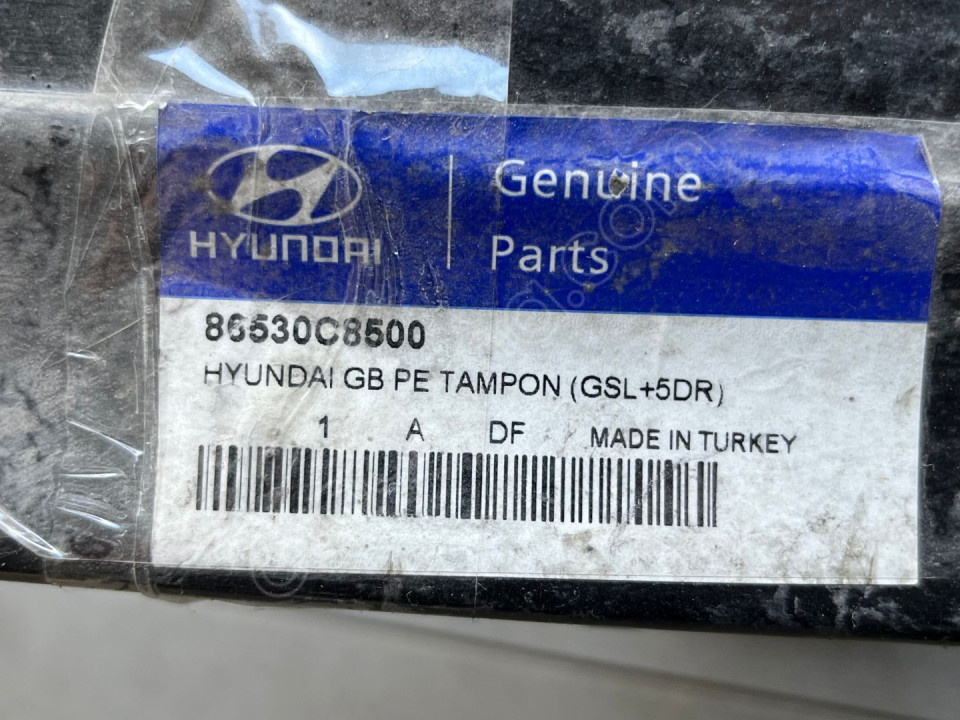 HYUNDAI
Genuine
Parts
86530C8500
HYUNDAI GB PE TAMPON (GSL+5DR)
1 A DF MADE IN TURKEY